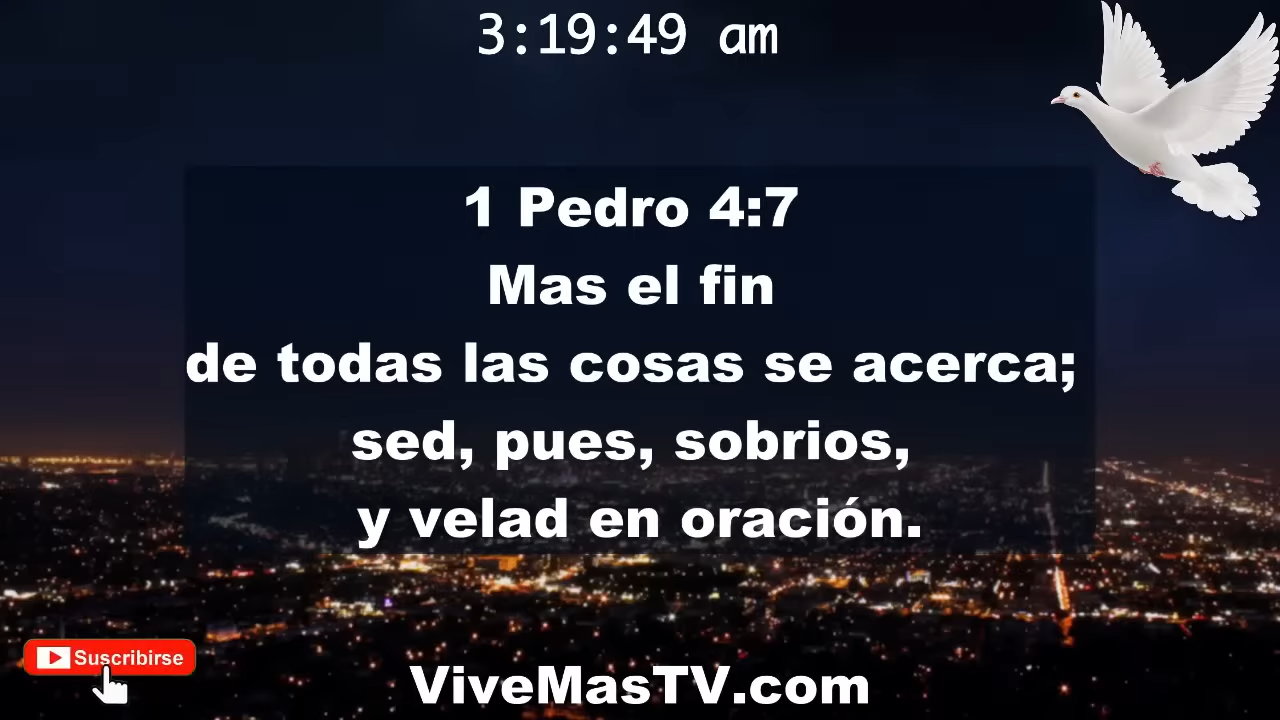 3:19:49 am
1 Pedro 4:7
Mas el fin
de todas las cosas se acerca;
sed, pues, sobrios,
y velad en oración.
Suscribirse
ViveMasTV.com